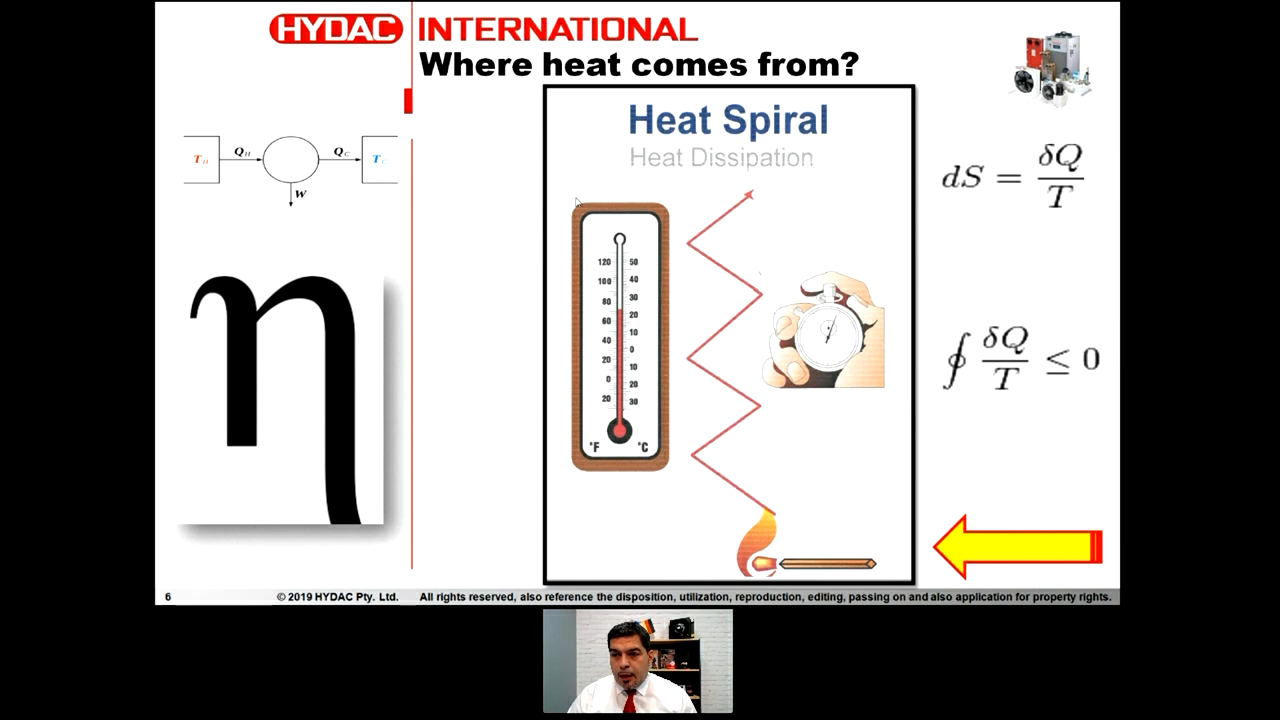 HYDAC INTERNATIONAL
Where heat comes from?
T_H Q_H Q_C T_C
W
η
Heat Spiral
Heat Dissipation
120 50
100 40
80 30
60 20
40 10
20 0
0 10
20 20
30
°F °C
dS = δQ/T
∮ δQ/T ≤ 0
6 © 2019 HYDAC Pty. Ltd. All rights reserved, also reference the disposition, utilization, reproduction, editing, passing on and also application for property rights.